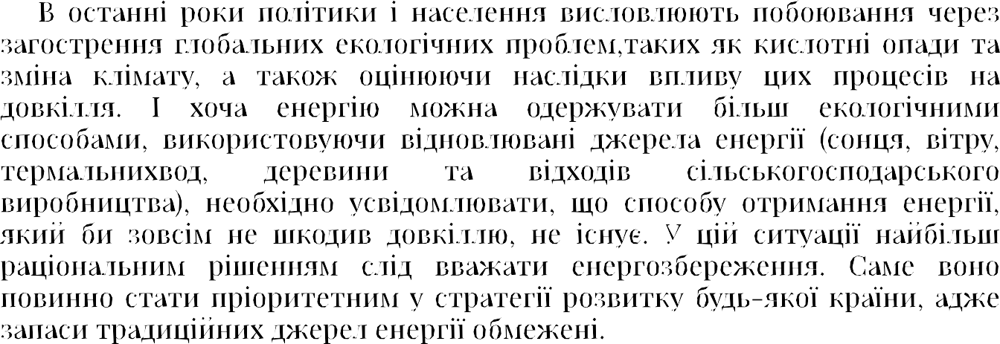 В останні роки політики і населення висловлюють побоювання через
загострення глобальних екологічних проблем,таких як кислотні опади та
зміна клімату, а також оцінюючи наслідки впливу цих процесів на
довкілля. І хоча енергію можна одержувати більш екологічними
способами, використовуючи відновлювані джерела енергії (сонця, вітру,
термальнихвод, деревини та відходів сільськогосподарського
виробництва), необхідно усвідомлювати, що способу отримання енергії,
який би зовсім не шкодив довкіллю, не існує. У цій ситуації найбільш
раціональним рішенням слід вважати енергозбереження. Саме воно
повинно стати пріоритетним у стратегії розвитку будь-якої країни, адже
запаси традиційних джерел енергії обмежені.